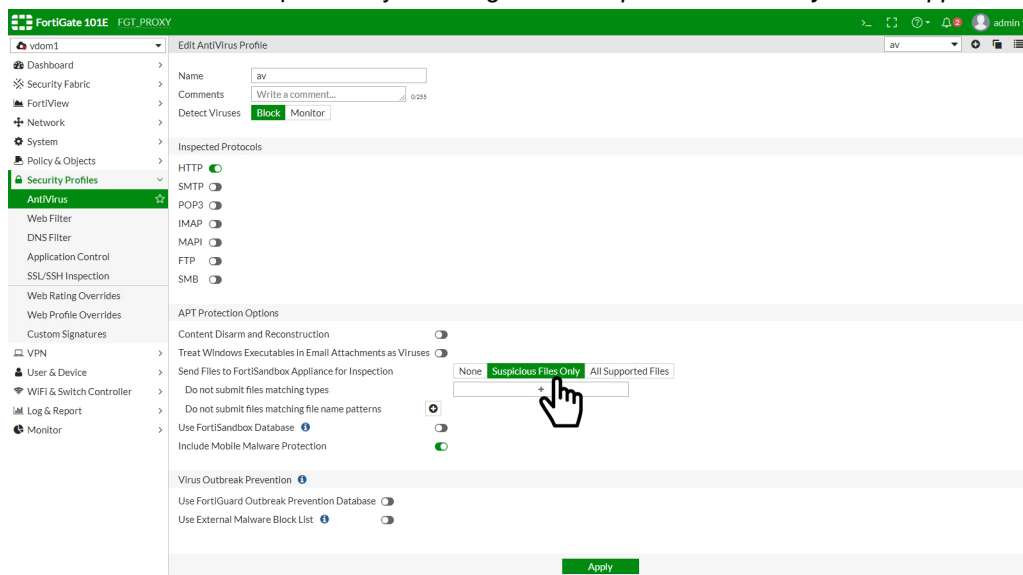 FortiGate 101E FGT_PROXY
admin
2
vdom1
Edit AntiVirus Profile
av
Dashboard
Security Fabric
FortiView
Network
System
Policy & Objects
Security Profiles
AntiVirus
Web Filter
DNS Filter
Application Control
SSL/SSH Inspection
Web Rating Overrides
Web Profile Overrides
Custom Signatures
VPN
User & Device
WiFi & Switch Controller
Log & Report
Monitor
Name av
Comments Write a comment... 0/255
Detect Viruses Block Monitor
Inspected Protocols
HTTP
SMTP
POP3
IMAP
MAPI
FTP
SMB
APT Protection Options
Content Disarm and Reconstruction
Treat Windows Executables in Email Attachments as Viruses
Send Files to FortiSandbox Appliance for Inspection None Suspicious Files Only All Supported Files
Do not submit files matching types +
Do not submit files matching file name patterns
Use FortiSandbox Database
Include Mobile Malware Protection
Virus Outbreak Prevention
Use FortiGuard Outbreak Prevention Database
Use External Malware Block List
Apply